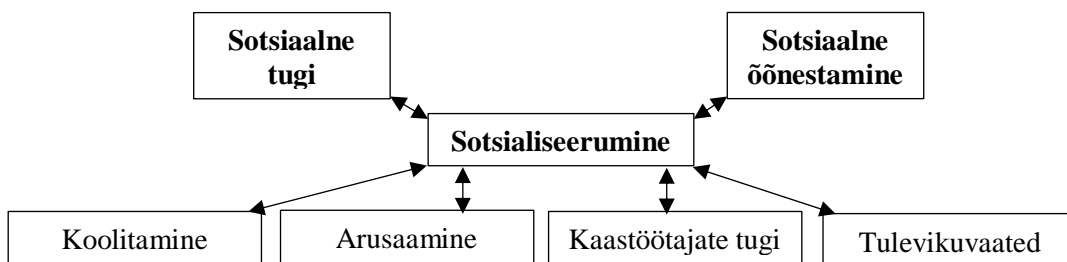 Sotsiaalne
tugi
Sotsiaalne
õõnestamine
Sotsialiseerumine
Koolitamine
Arusaamine
Kaastöötajate tugi
Tulevikuvaated